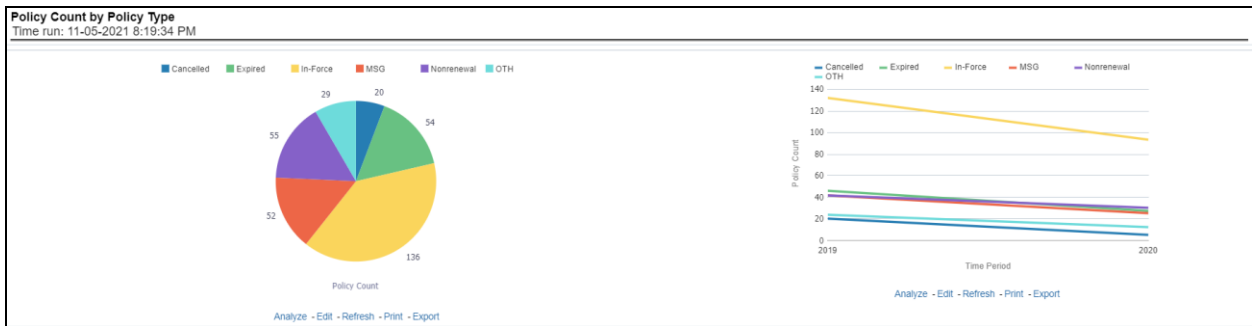 Policy Count by Policy Type
Time run: 11-05-2021 8:19:34 PM
Cancelled Expired In-Force MSG Nonrenewal OTH
29 20
54
55
52
136
Policy Count
Analyze - Edit - Refresh - Print - Export
Cancelled Expired In-Force MSG Nonrenewal
OTH
140
120
100
80
60
40
20
0
Policy Count
2019 2020
Time Period
Analyze - Edit - Refresh - Print - Export